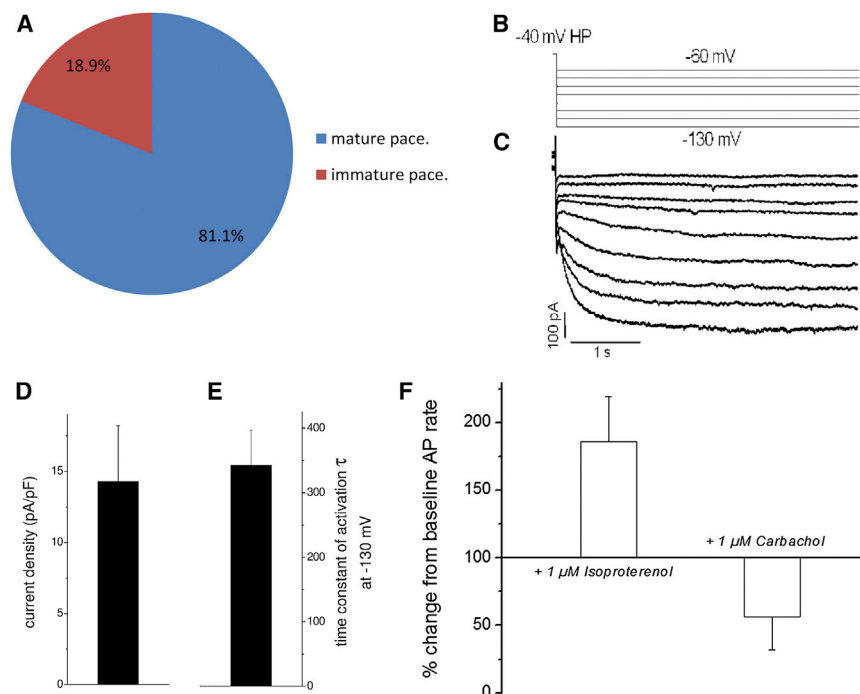 A
18.9%
81.1%
mature pace.
immature pace.
B
-40 mV HP
-60 mV
-130 mV
C
100 pA
1 s
D
current density (pA/pF)
15
10
5
0
E
400
300
200
100
0
time constant of activation τ
at -130 mV
F
% change from baseline AP rate
200
150
100
50
0
+ 1 µM Isoproterenol
+ 1 µM Carbachol